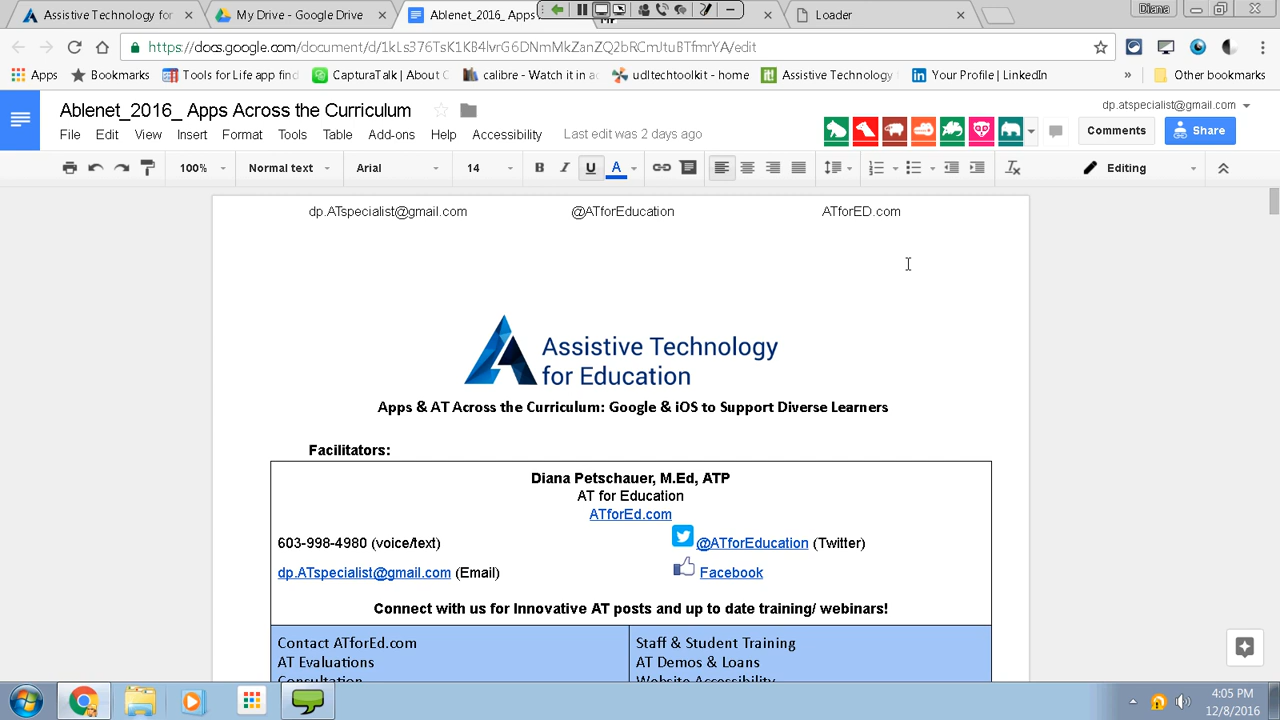 Assistive Technology for
My Drive - Google Drive
Ablenet_2016_ Apps
Loader
Diana
https://docs.google.com/document/d/1kLs376TsK1KB4lvrG6DNmMkZanZQ2bRCmJtuBTfmrYA/edit
Apps
Bookmarks
Tools for Life app find
CapturaTalk | About C
calibre - Watch it in ac
udltechtoolkit - home
Assistive Technology
Your Profile | LinkedIn
»
Other bookmarks
Ablenet_2016_ Apps Across the Curriculum
dp.atspecialist@gmail.com
File Edit View Insert Format Tools Table Add-ons Help Accessibility Last edit was 2 days ago
Comments
Share
100% Normal text Arial 14 B I U A Editing
dp.ATspecialist@gmail.com @ATforEducation ATforED.com
Assistive Technology
for Education
Apps & AT Across the Curriculum: Google & iOS to Support Diverse Learners
Facilitators:
Diana Petschauer, M.Ed, ATP
AT for Education
ATforEd.com
603-998-4980 (voice/text)
@ATforEducation (Twitter)
dp.ATspecialist@gmail.com (Email)
Facebook
Connect with us for Innovative AT posts and up to date training/ webinars!
Contact ATforEd.com
AT Evaluations
Consultation
Staff & Student Training
AT Demos & Loans
Website Accessibility
4:05 PM
12/8/2016